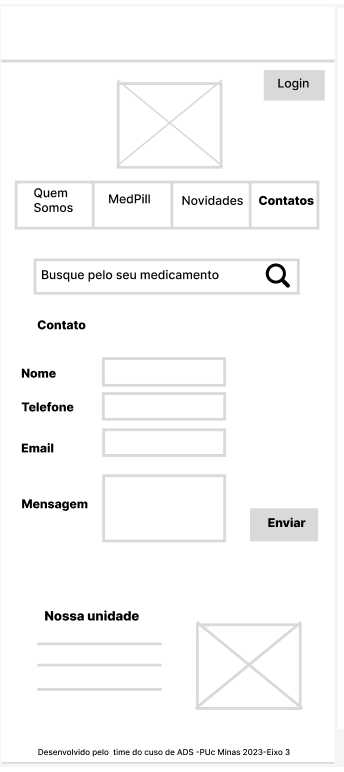 Login
Quem
Somos
MedPill
Novidades
Contatos
Busque pelo seu medicamento
Contato
Nome
Telefone
Email
Mensagem
Enviar
Nossa unidade
Desenvolvido pelo time do cuso de ADS -PUc Minas 2023-Eixo 3